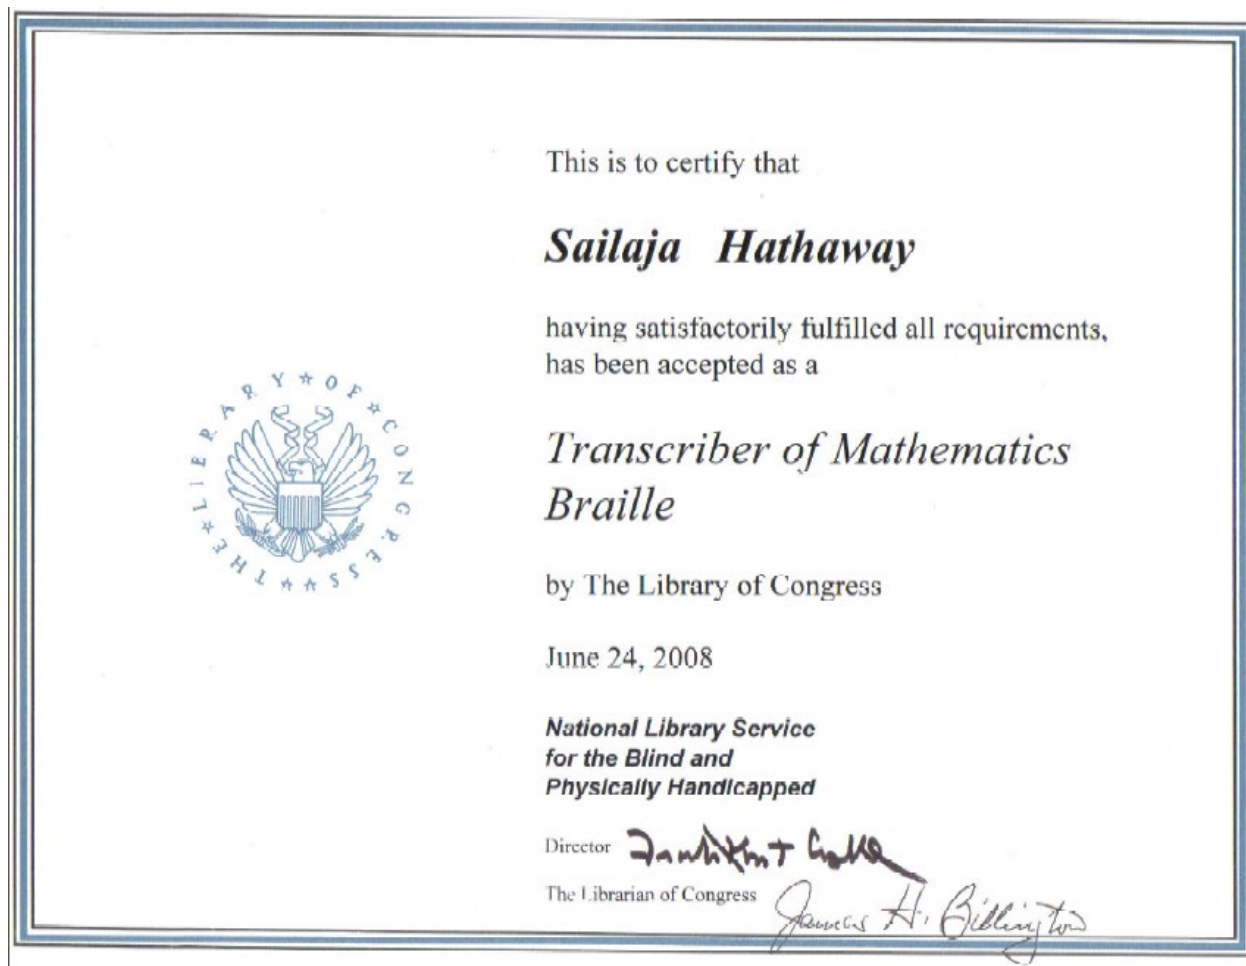 This is to certify that
Sailaja Hathaway
having satisfactorily fulfilled all requirements,
has been accepted as a
Transcriber of Mathematics
Braille
THE ☆ LIBRARY ☆ OF ☆ CONGRESS ☆
by The Library of Congress
June 24, 2008
National Library Service
for the Blind and
Physically Handicapped
Director
The Librarian of Congress James H. Billington